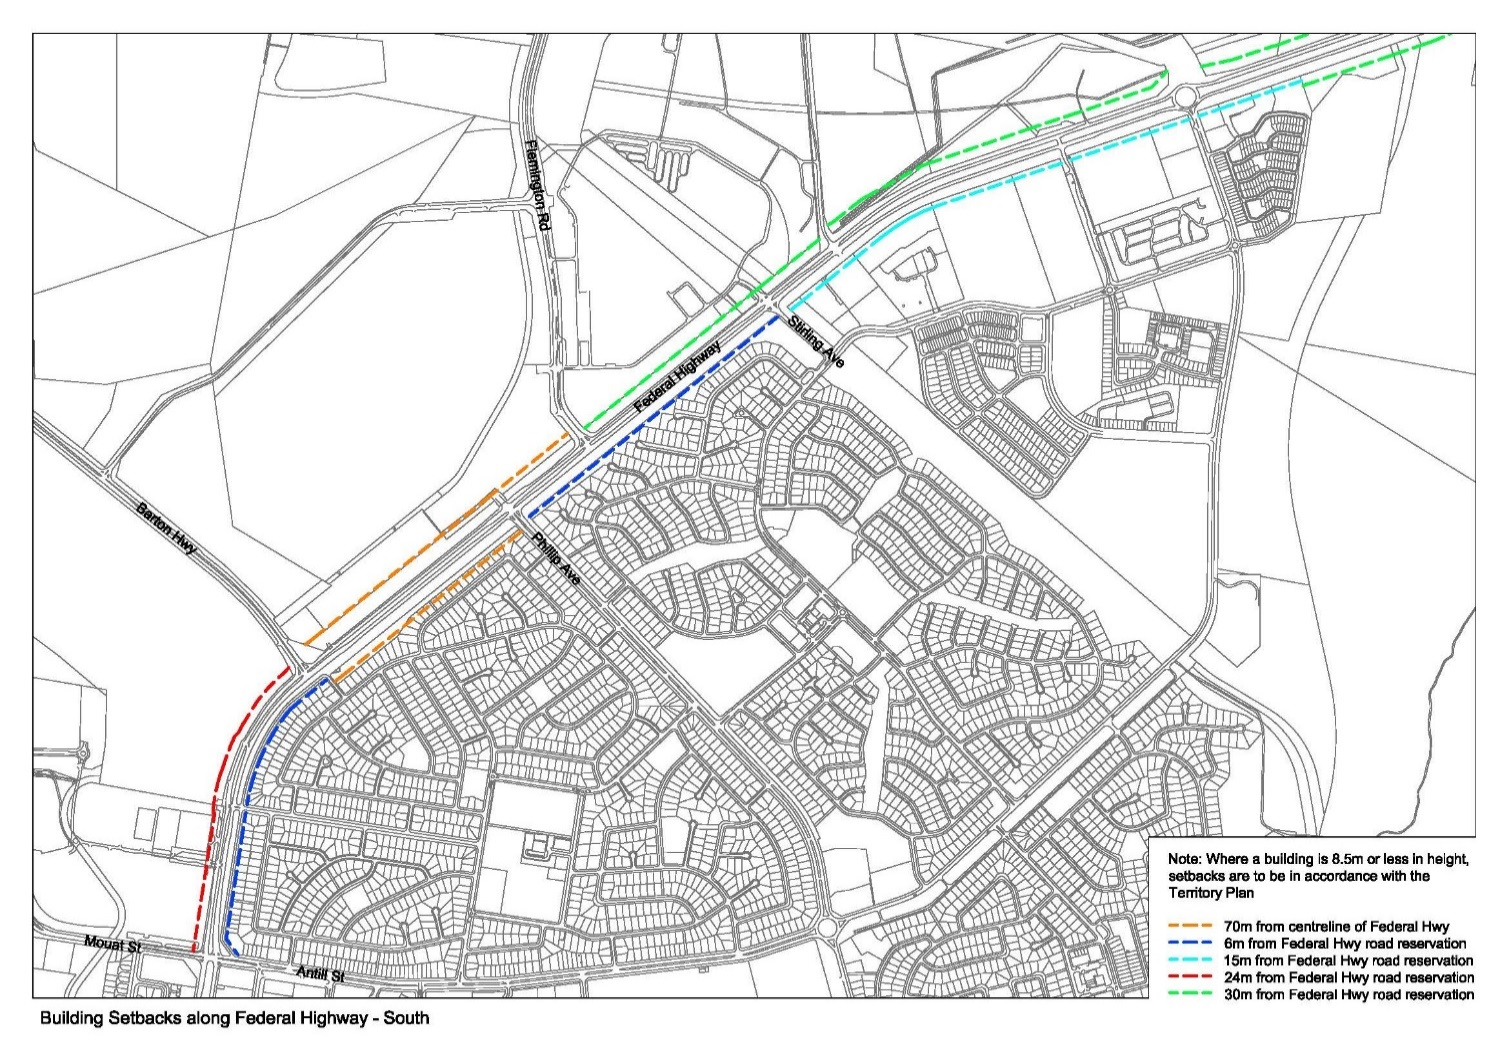 Flemington Rd
Stirling Ave
Federal Highway
Barton Hwy
Phillip Ave
Note: Where a building is 8.5m or less in height,
setbacks are to be in accordance with the
Territory Plan
70m from centreline of Federal Hwy
6m from Federal Hwy road reservation
15m from Federal Hwy road reservation
24m from Federal Hwy road reservation
30m from Federal Hwy road reservation
Mouat St
Antill St
Building Setbacks along Federal Highway - South